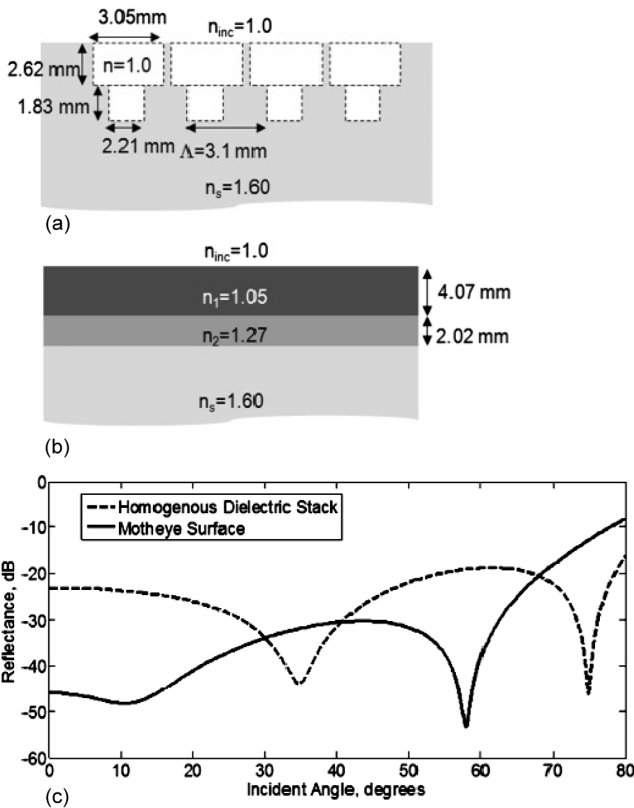 3.05mm
n_inc=1.0
2.62 mm
n=1.0
1.83 mm
2.21 mm
Λ=3.1 mm
n_s=1.60
(a)
n_inc=1.0
n_1=1.05
4.07 mm
n_2=1.27
2.02 mm
n_s=1.60
(b)
0
-10
-20
-30
-40
-50
-60
Reflectance, dB
Homogenous Dielectric Stack
Motheye Surface
0 10 20 30 40 50 60 70 80
Incident Angle, degrees
(c)